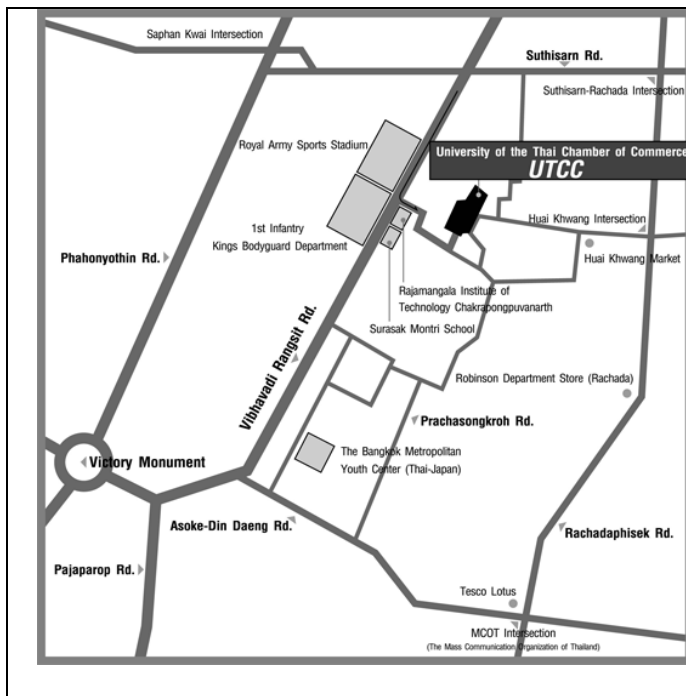 Saphan Kwai Intersection
Suthisarn Rd.
Suthisarn-Rachada Intersection
Royal Army Sports Stadium
University of the Thai Chamber of Commerce
UTCC
1st Infantry
Kings Bodyguard Department
Huai Khwang Intersection
Phahonyothin Rd.
Huai Khwang Market
Rajamangala Institute of
Technology Chakrapongpuvanarth
Surasak Montri School
Vibhavadi Rangsit Rd.
Robinson Department Store (Rachada)
Prachasongkroh Rd.
The Bangkok Metropolitan
Youth Center (Thai-Japan)
Victory Monument
Asoke-Din Daeng Rd.
Rachadaphisek Rd.
Pajaparop Rd.
Tesco Lotus
MCOT Intersection
(The Mass Communication Organization of Thailand)